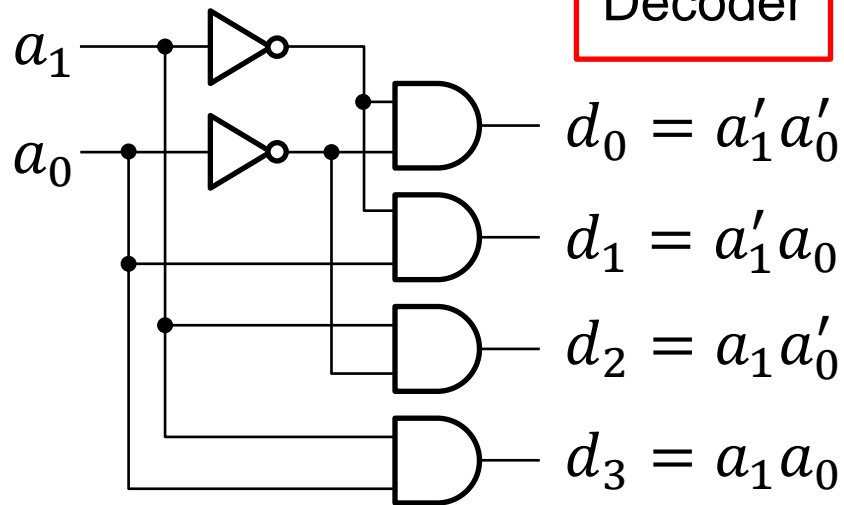 Decoder
a₁
a₀
d₀ = a₁′a₀′
d₁ = a₁′a₀
d₂ = a₁a₀′
d₃ = a₁a₀